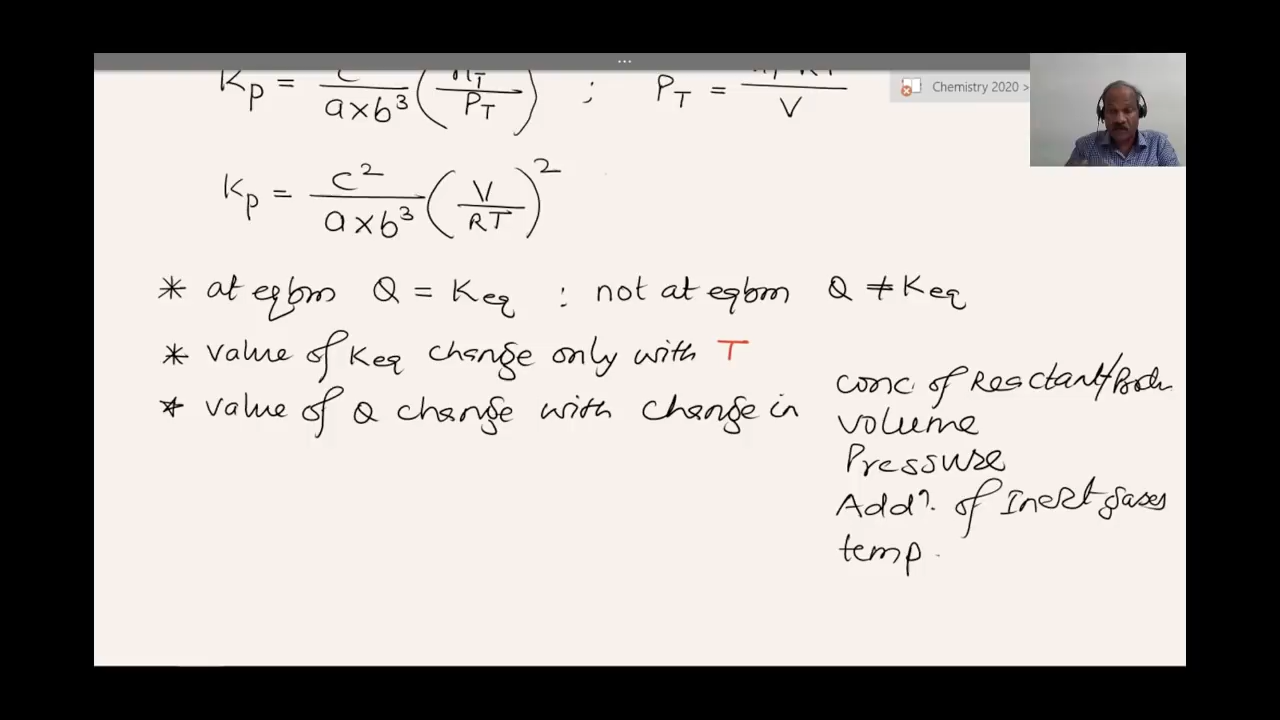 ...
Kp = c / a×b³ (nT / PT) ; PT = / V
Chemistry 2020 >
Kp = c² / a×b³ (V / RT)²
* at eqbm Q = Keq : not at eqbm Q ≠ Keq
* value of Keq change only with T
* value of Q change with change in
conc. of Reactant/
volume
Pressure
Add? of Inert gases
temp.